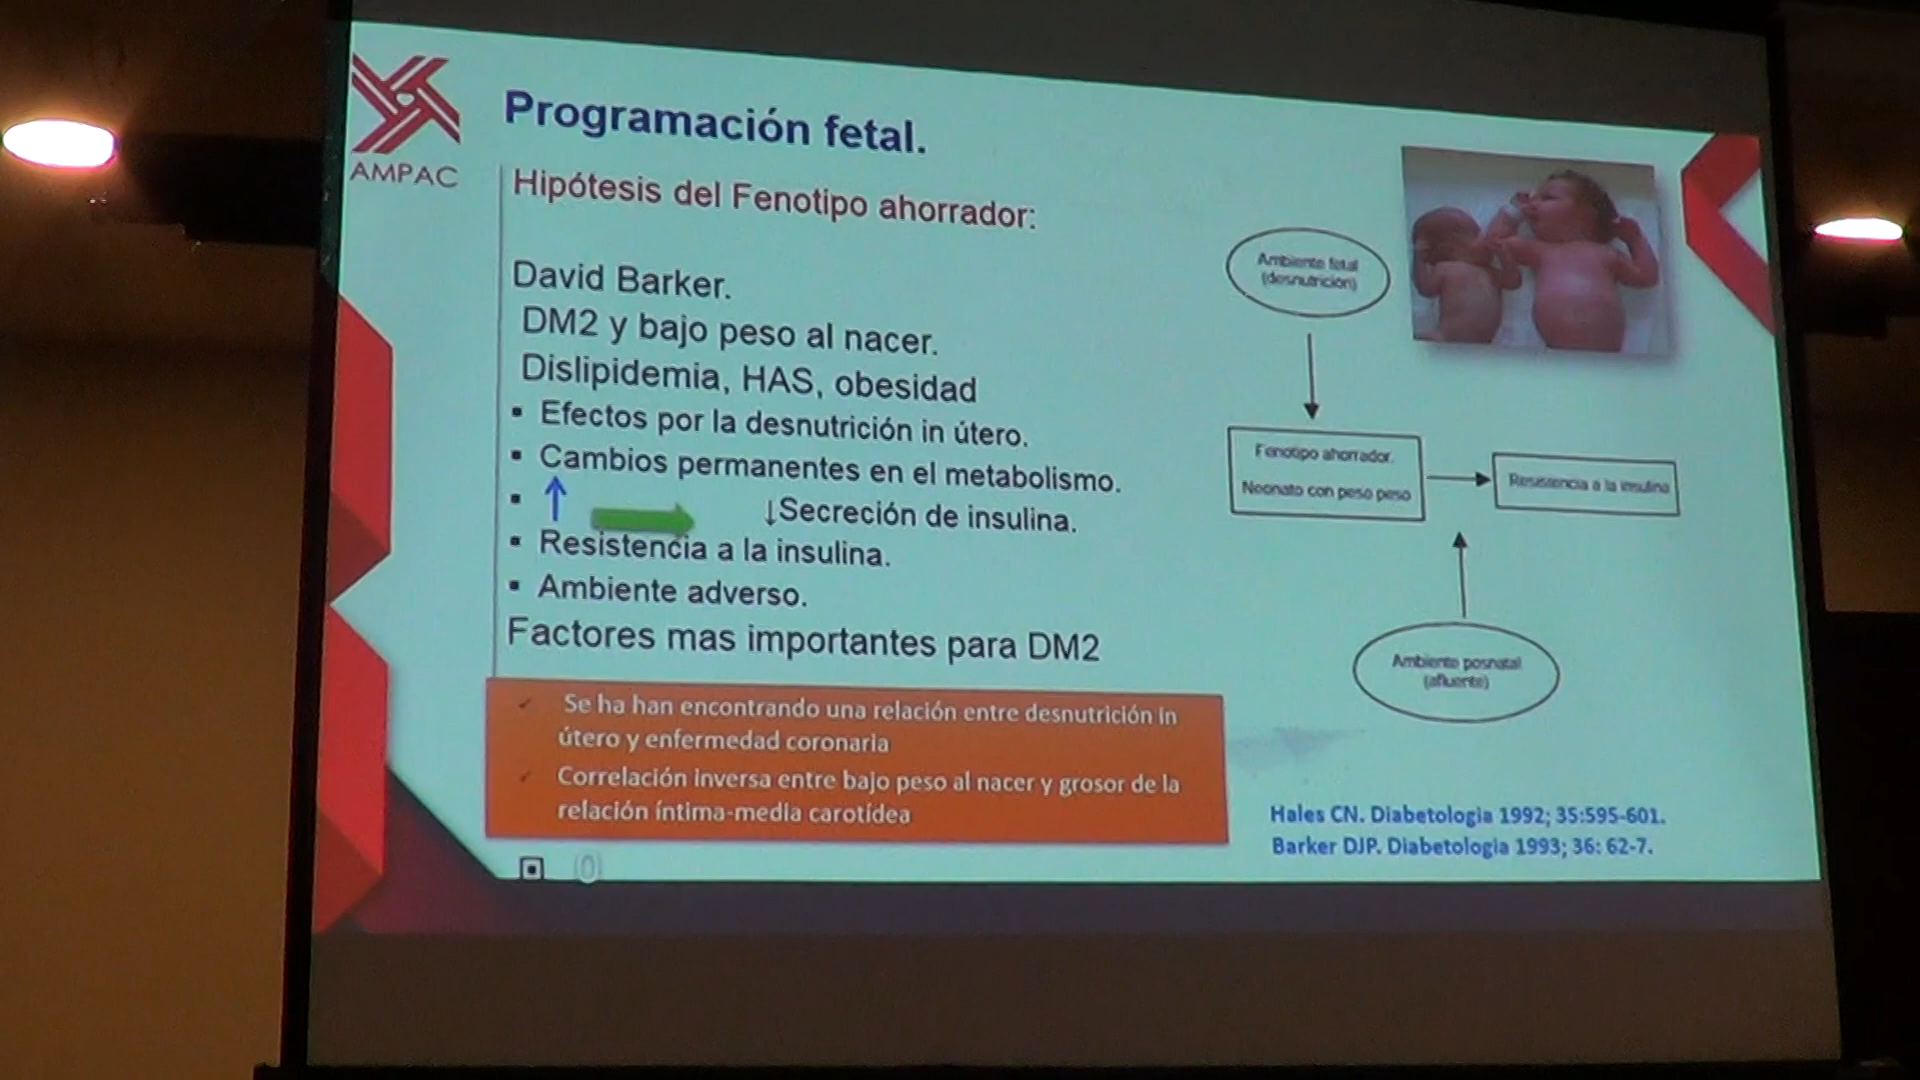 AMPAC
Programación fetal.
Hipótesis del Fenotipo ahorrador:
David Barker.
DM2 y bajo peso al nacer.
Dislipidemia, HAS, obesidad
▪ Efectos por la desnutrición in útero.
▪ Cambios permanentes en el metabolismo.
▪ ↑ ↓Secreción de insulina.
▪ Resistencia a la insulina.
▪ Ambiente adverso.
Factores mas importantes para DM2
✓ Se ha han encontrando una relación entre desnutrición in
útero y enfermedad coronaria
✓ Correlación inversa entre bajo peso al nacer y grosor de la
relación íntima-media carotídea
Ambiente fetal
(desnutrición)
Fenotipo ahorrador.
Neonato con peso peso
Resistencia a la insulina
Ambiente posnatal
(afluente)
Hales CN. Diabetologia 1992; 35:595-601.
Barker DJP. Diabetologia 1993; 36: 62-7.